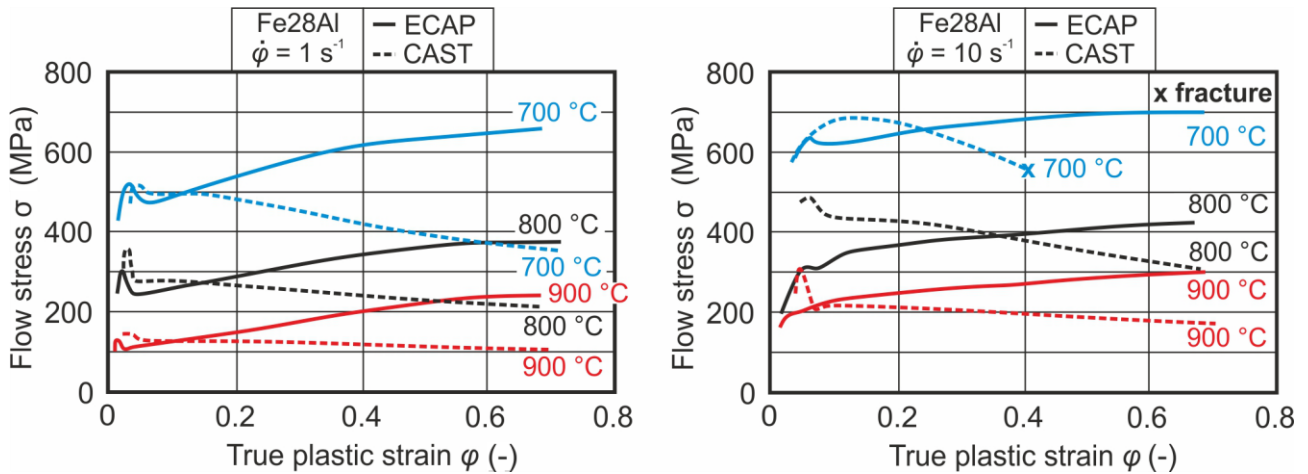 Fe28Al
φ̇ = 1 s⁻¹
ECAP
CAST
Flow stress σ (MPa)
800
600
400
200
0
700 °C
800 °C
700 °C
900 °C
800 °C
900 °C
0
0.2
0.4
0.6
0.8
True plastic strain φ (-)
Fe28Al
φ̇ = 10 s⁻¹
ECAP
CAST
Flow stress σ (MPa)
800
600
400
200
0
x fracture
700 °C
x 700 °C
800 °C
800 °C
900 °C
900 °C
0
0.2
0.4
0.6
0.8
True plastic strain φ (-)